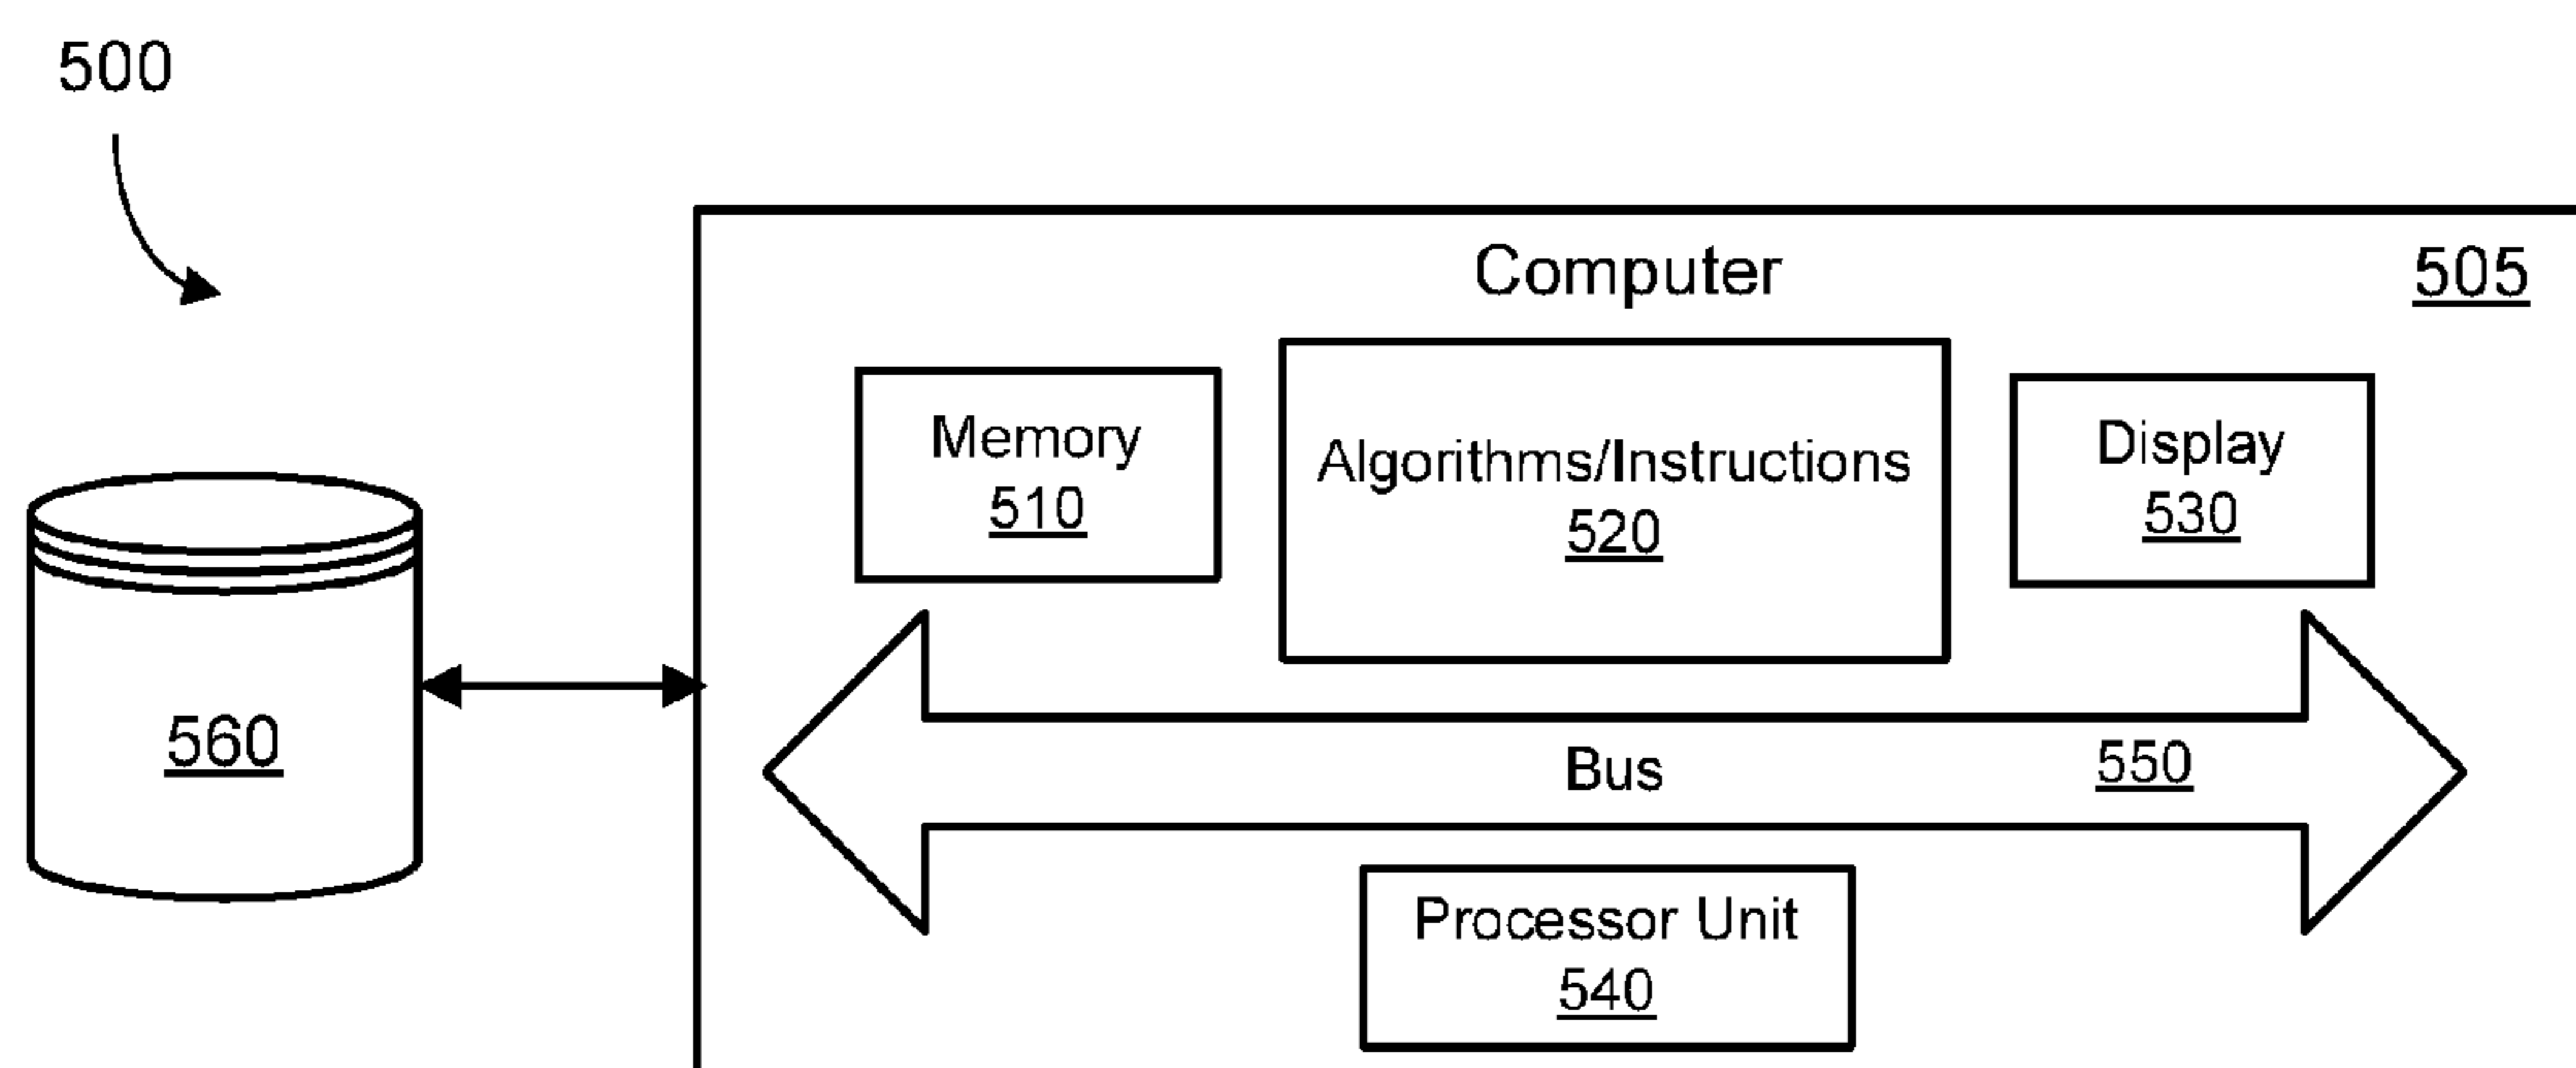 500
Computer
505
Memory
510
Algorithms/Instructions
520
Display
530
560
Bus
550
Processor Unit
540